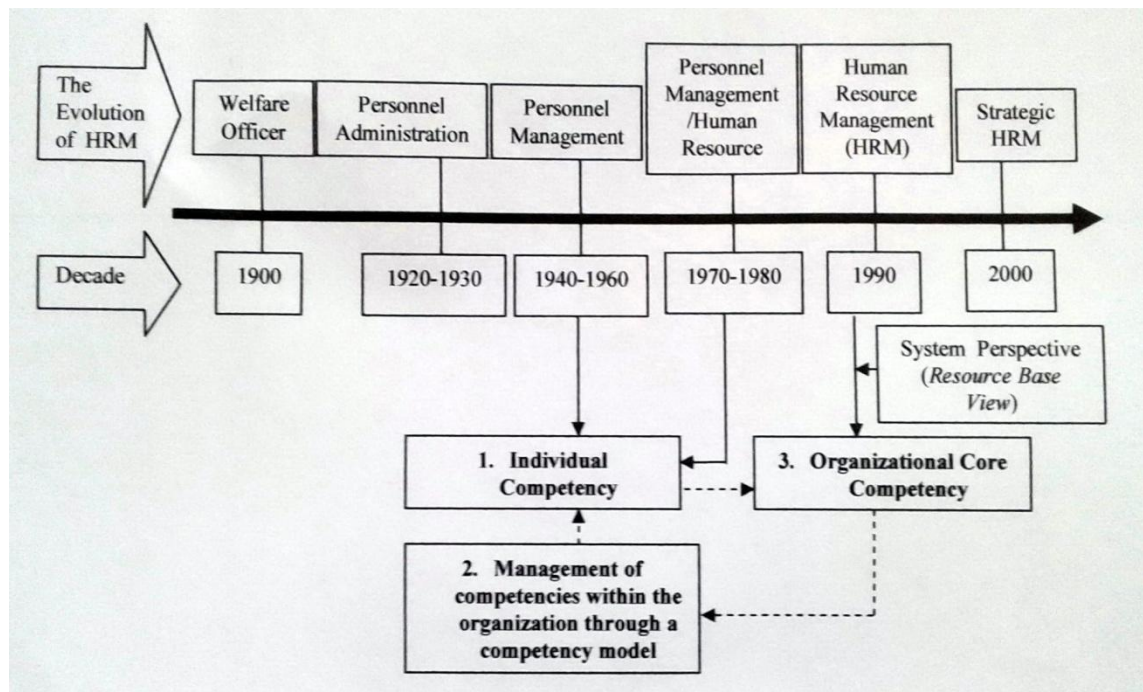 The
Evolution
of HRM
Welfare
Officer
Personnel
Administration
Personnel
Management
Personnel
Management
/Human
Resource
Human
Resource
Management
(HRM)
Strategic
HRM
Decade
1900
1920-1930
1940-1960
1970-1980
1990
2000
System Perspective
(Resource Base
View)
1. Individual
Competency
3. Organizational Core
Competency
2. Management of
competencies within the
organization through a
competency model